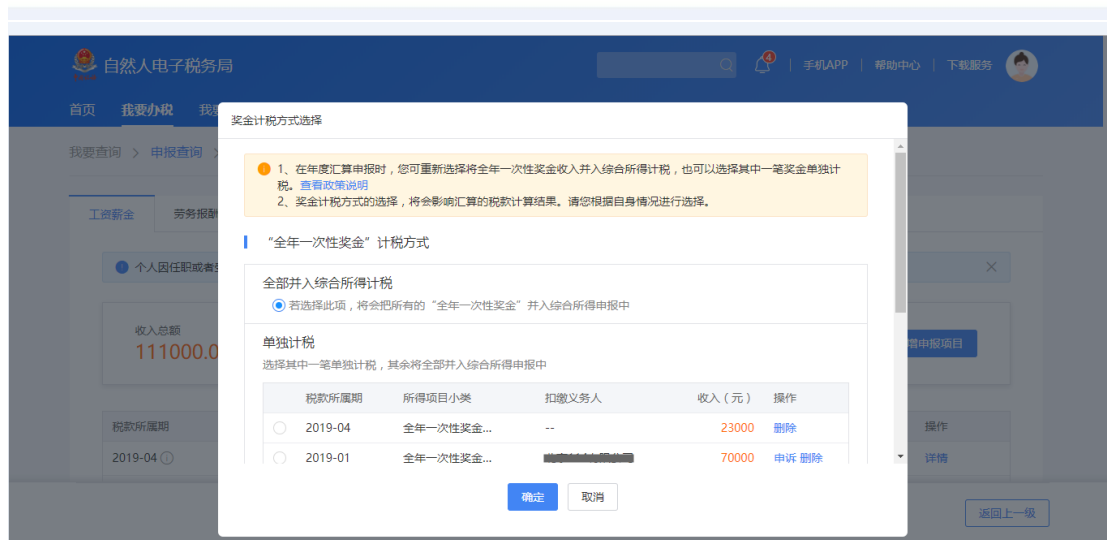 自然人电子税务局
4
手机APP | 帮助中心 | 下载服务
首页 我要办税 我要
我要查询 > 申报查询 >
奖金计税方式选择
1、在年度汇算申报时，您可重新选择将全年一次性奖金收入并入综合所得计税，也可以选择其中一笔奖金单独计
税。查看政策说明
2、奖金计税方式的选择，将会影响汇算的税款计算结果。请您根据自身情况进行选择。
工资薪金 劳务报酬
“全年一次性奖金”计税方式
个人因任职或者受
全部并入综合所得计税
若选择此项，将会把所有的“全年一次性奖金”并入综合所得申报中
收入总额
111000.0
增申报项目
单独计税
选择其中一笔单独计税，其余将全部并入综合所得申报中
税款所属期 所得项目小类 扣缴义务人 收入（元） 操作
2019-04 全年一次性奖金... -- 23000 删除
2019-01 全年一次性奖金... 70000 申诉 删除
税款所属期 操作
2019-04 详情
确定 取消
返回上一级